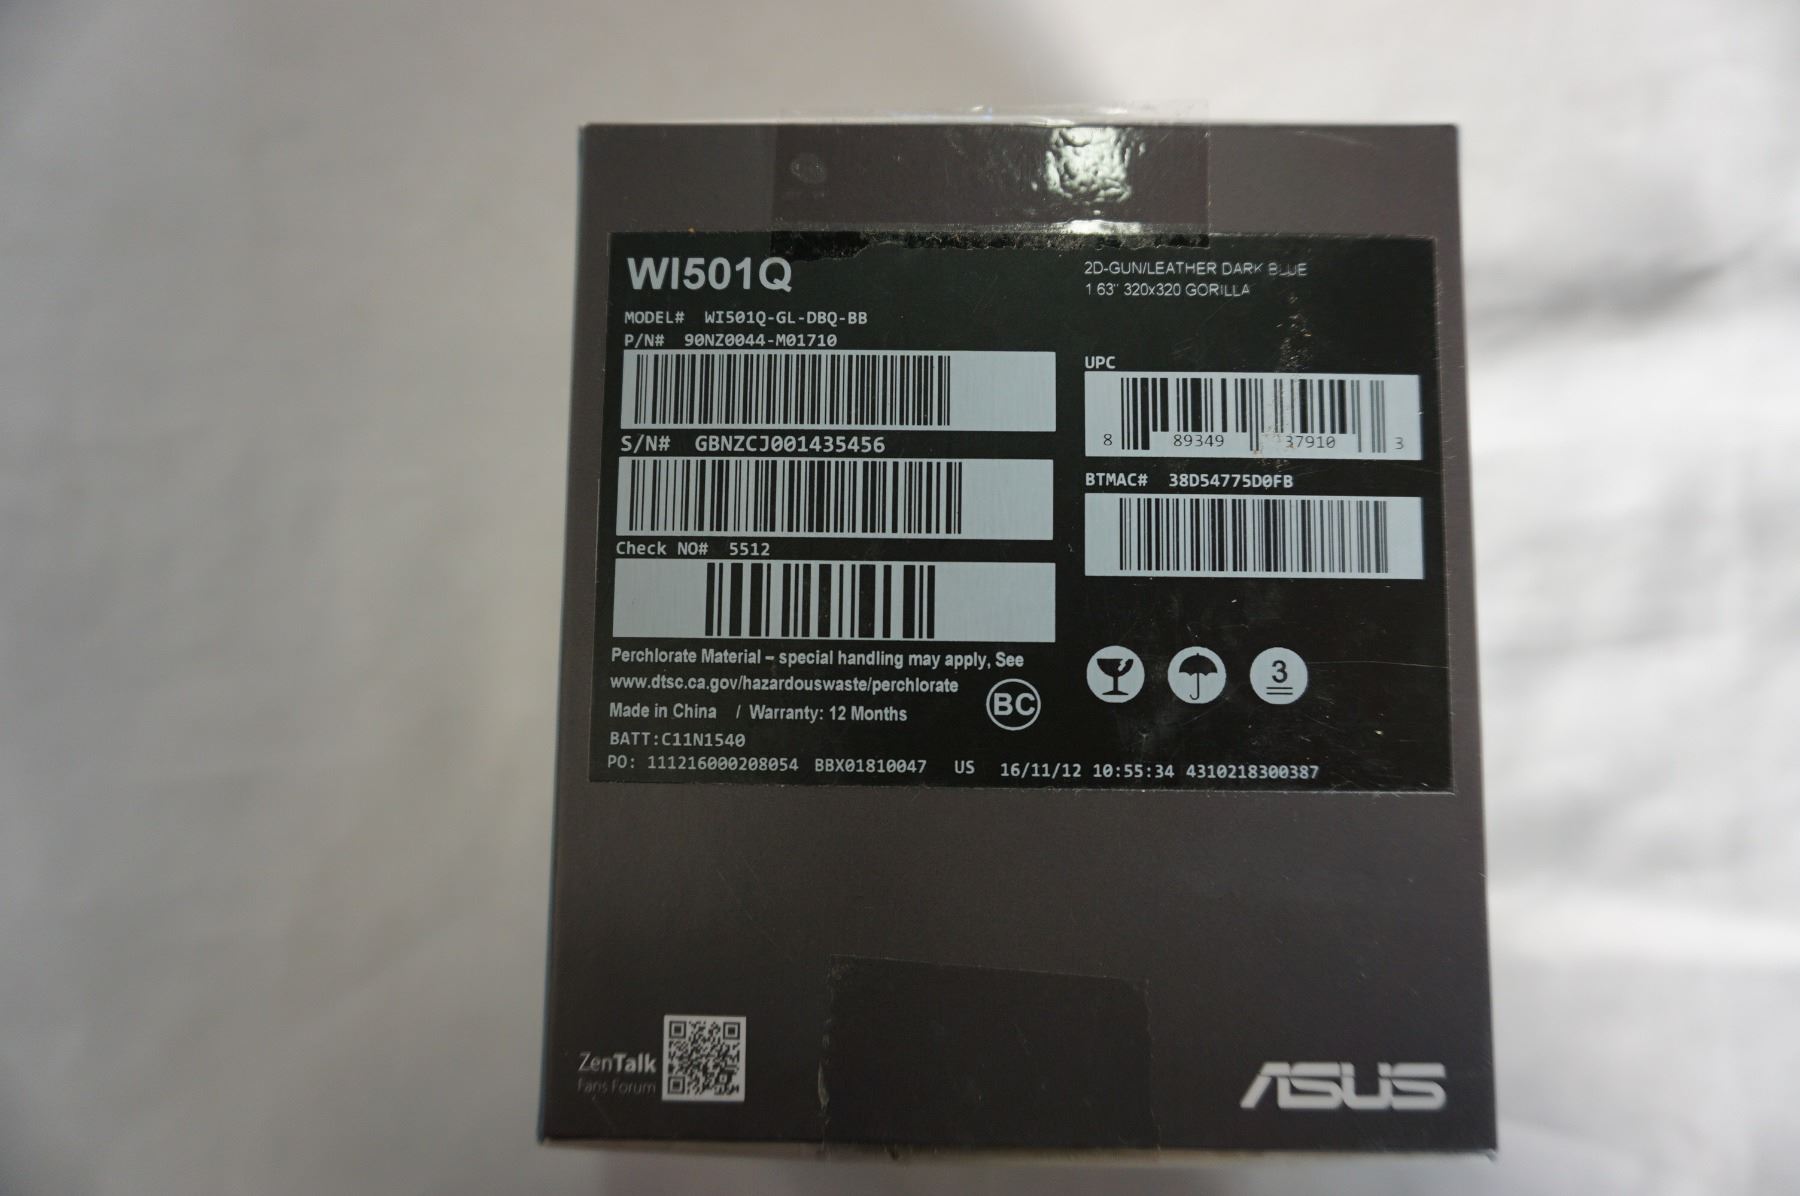 WI501Q
2D-GUN/LEATHER DARK BLUE
1.63" 320x320 GORILLA
MODEL# WI501Q-GL-DBQ-BB
P/N# 90NZ0044-M01710
UPC
8 89349 37910 3
S/N# GBNZCJ001435456
BTMAC# 38D54775D0FB
Check NO# 5512
Perchlorate Material – special handling may apply, See
www.dtsc.ca.gov/hazardouswaste/perchlorate
BC
3
Made in China / Warranty: 12 Months
BATT:C11N1540
PO: 111216000208054 BBX01810047 US 16/11/12 10:55:34 4310218300387
ZenTalk
Fans Forum
ASUS